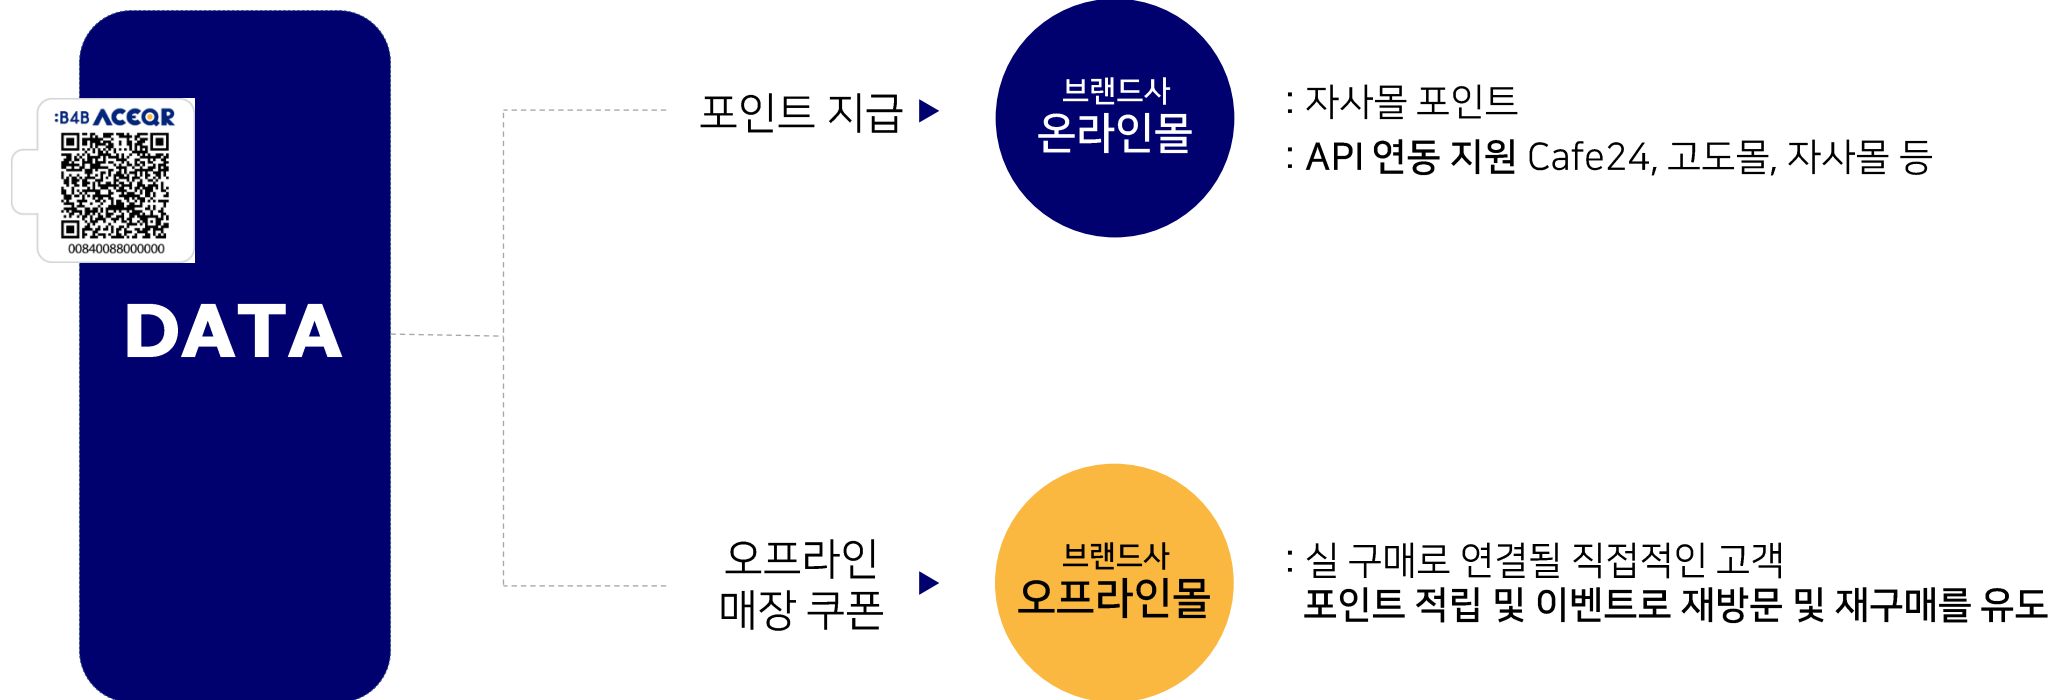 :B4B ACEQR
00840088000000
DATA
포인트 지급
브랜드사
온라인몰
: 자사몰 포인트
: API 연동 지원 Cafe24, 고도몰, 자사몰 등
오프라인
매장 쿠폰
브랜드사
오프라인몰
: 실 구매로 연결될 직접적인 고객
포인트 적립 및 이벤트로 재방문 및 재구매를 유도